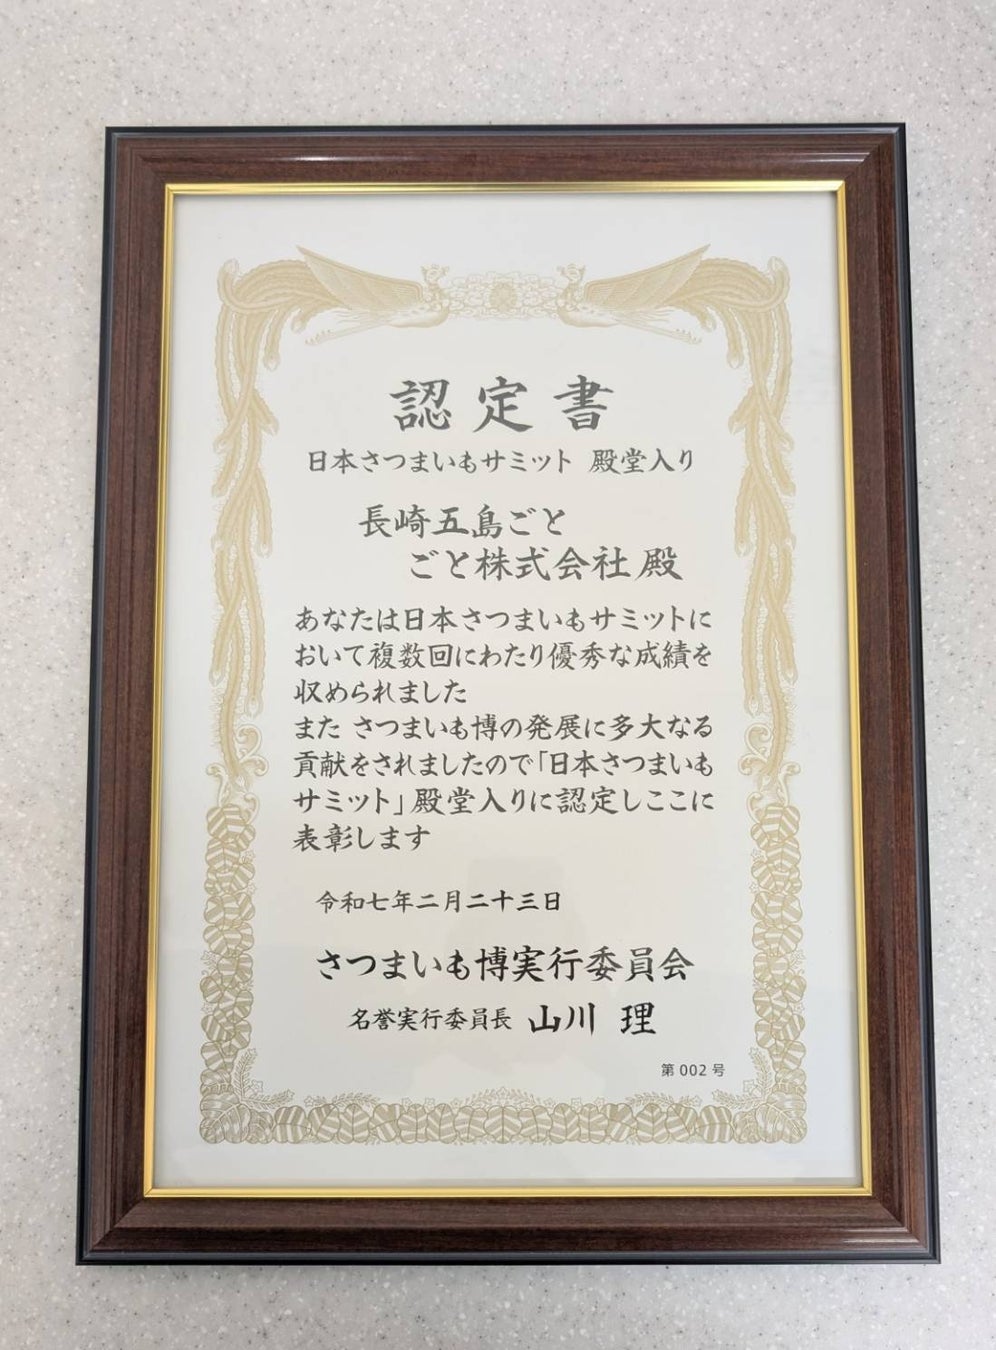 認定書
日本さつまいもサミット 殿堂入り
長崎五島ごと
ごと株式会社 殿
あなたは日本さつまいもサミットに
おいて複数回にわたり優秀な成績を
収められました
また さつまいも博の発展に多大なる
貢献をされましたので「日本さつまいも
サミット」殿堂入りに認定しここに
表彰します
令和七年二月二十三日
さつまいも博実行委員会
名誉実行委員長 山川 理
第 002 号